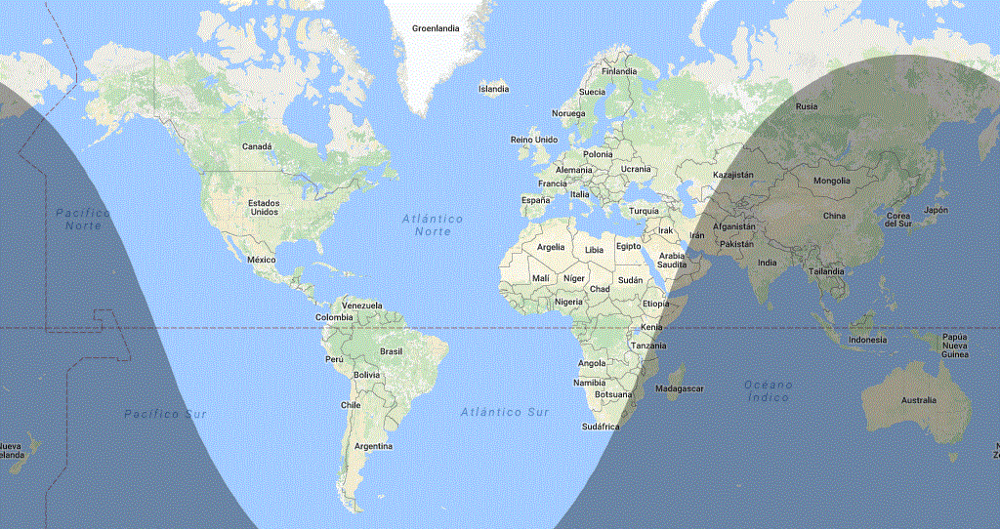 Groenlandia
Finlandia
Islandia
Suecia
Rusia
Noruega
Reino Unido
Canadá
Polonia
Alemania
Ucrania
Kazajistán
Francia
Mongolia
Italia
España
Estados
Unidos
Turquía
Japón
Pacífico
Norte
Atlántico
Norte
China
Corea
del Sur
Afganistán
Irak
Irán
Pakistán
Argelia
Libia
Egipto
México
Arabia
Saudita
India
Tailandia
Malí
Níger
Sudán
Chad
Venezuela
Nigeria
Etiopía
Colombia
Kenia
Indonesia
Papúa
Nueva
Guinea
Tanzania
Brasil
Perú
Angola
Bolivia
Namibia
Madagascar
Océano
Índico
Botsuana
Australia
Chile
Pacífico Sur
Atlántico Sur
Sudáfrica
Argentina
Nueva
elanda